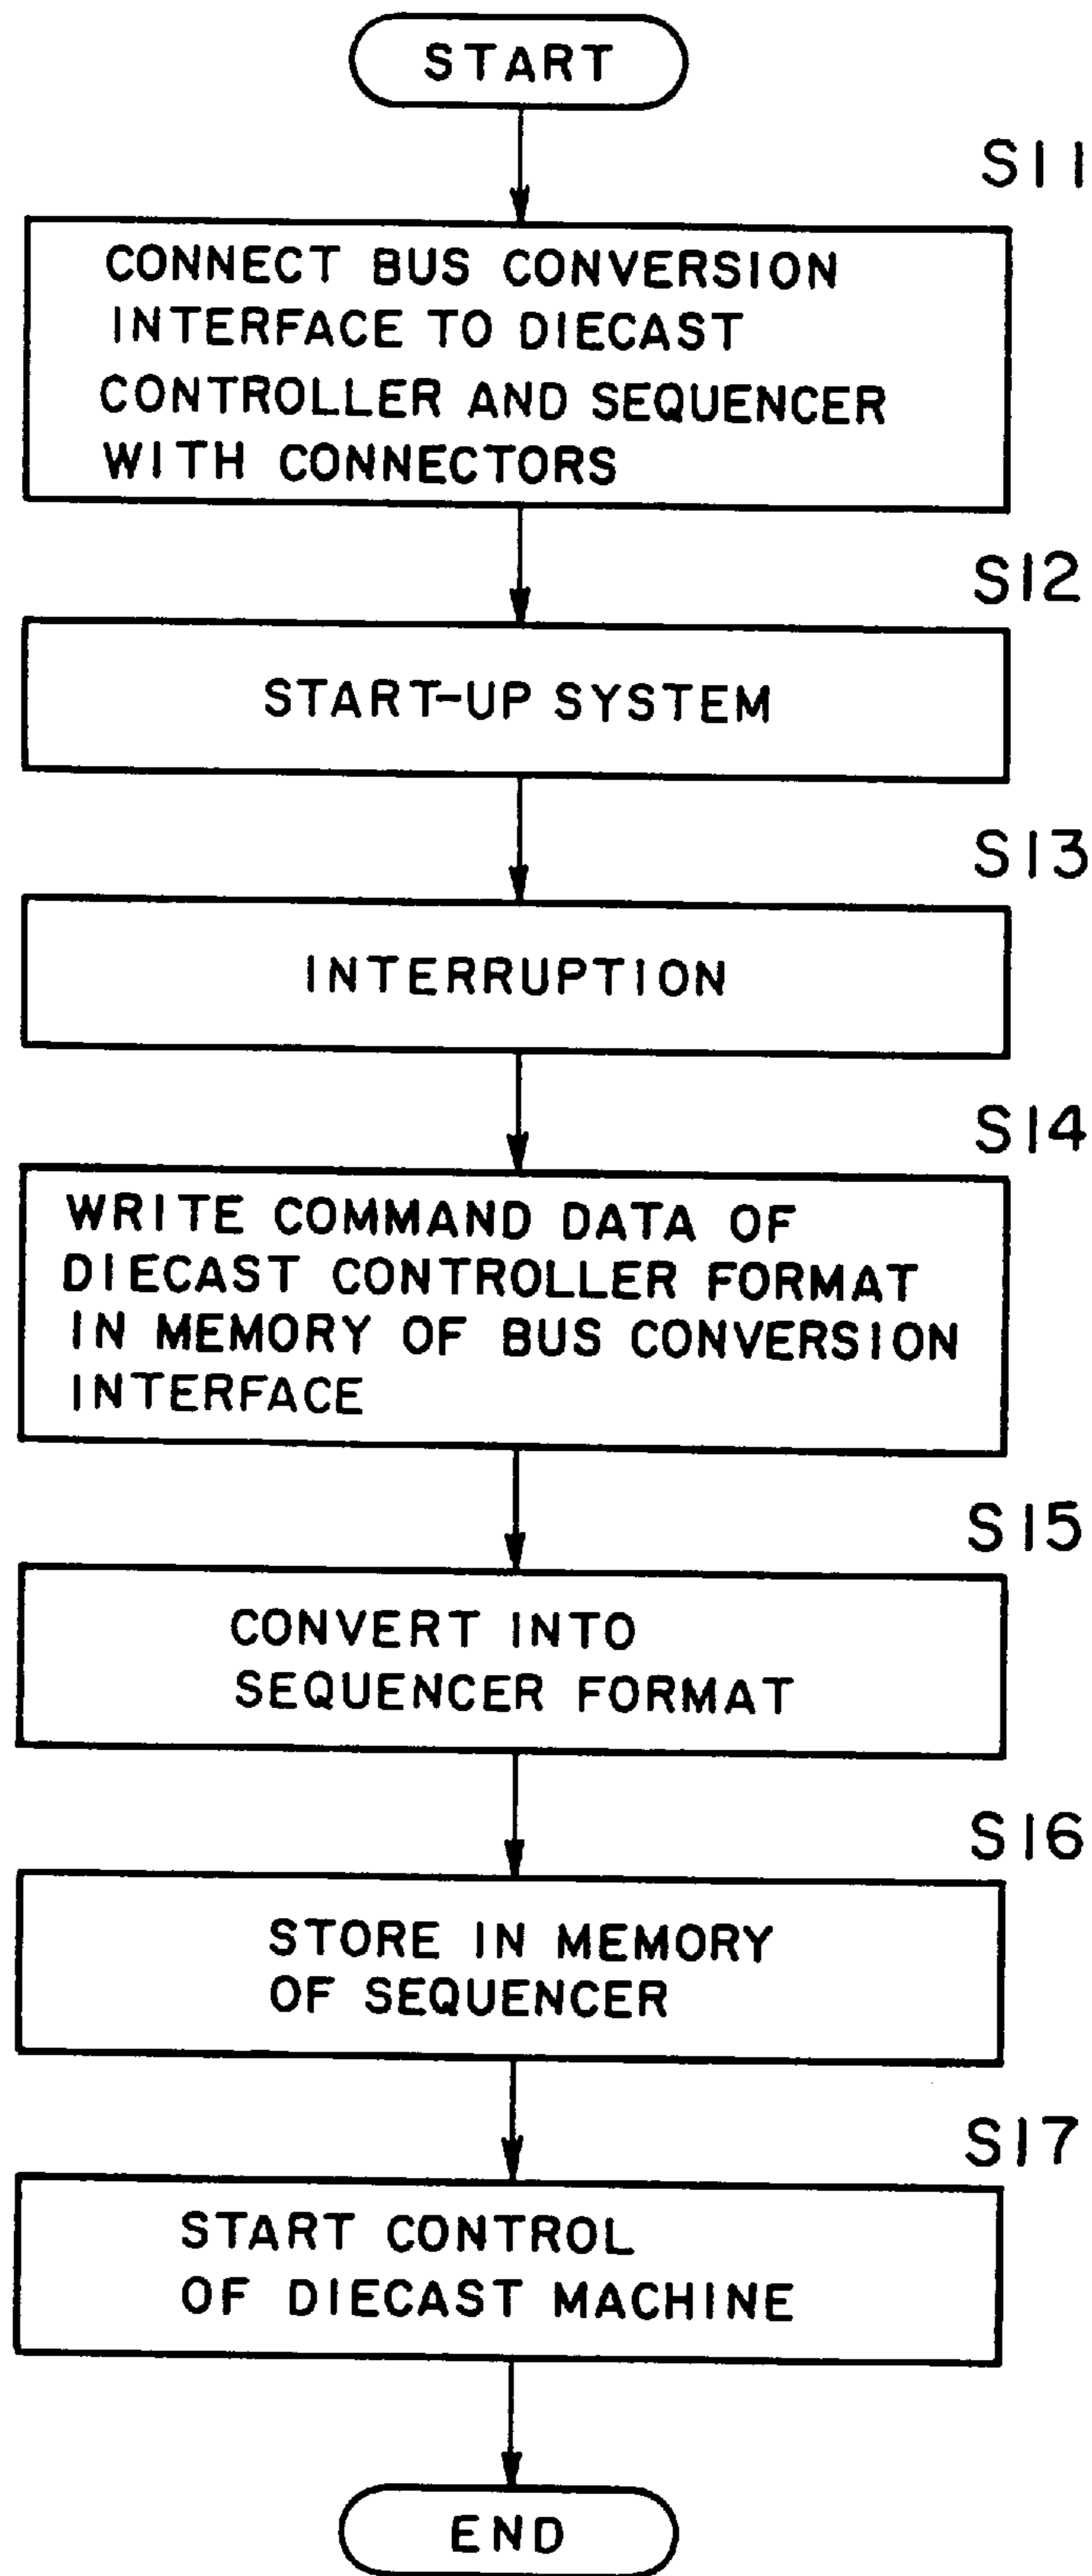 START
S11
CONNECT BUS CONVERSION
INTERFACE TO DIECAST
CONTROLLER AND SEQUENCER
WITH CONNECTORS
S12
START-UP SYSTEM
S13
INTERRUPTION
S14
WRITE COMMAND DATA OF
DIECAST CONTROLLER FORMAT
IN MEMORY OF BUS CONVERSION
INTERFACE
S15
CONVERT INTO
SEQUENCER FORMAT
S16
STORE IN MEMORY
OF SEQUENCER
S17
START CONTROL
OF DIECAST MACHINE
END